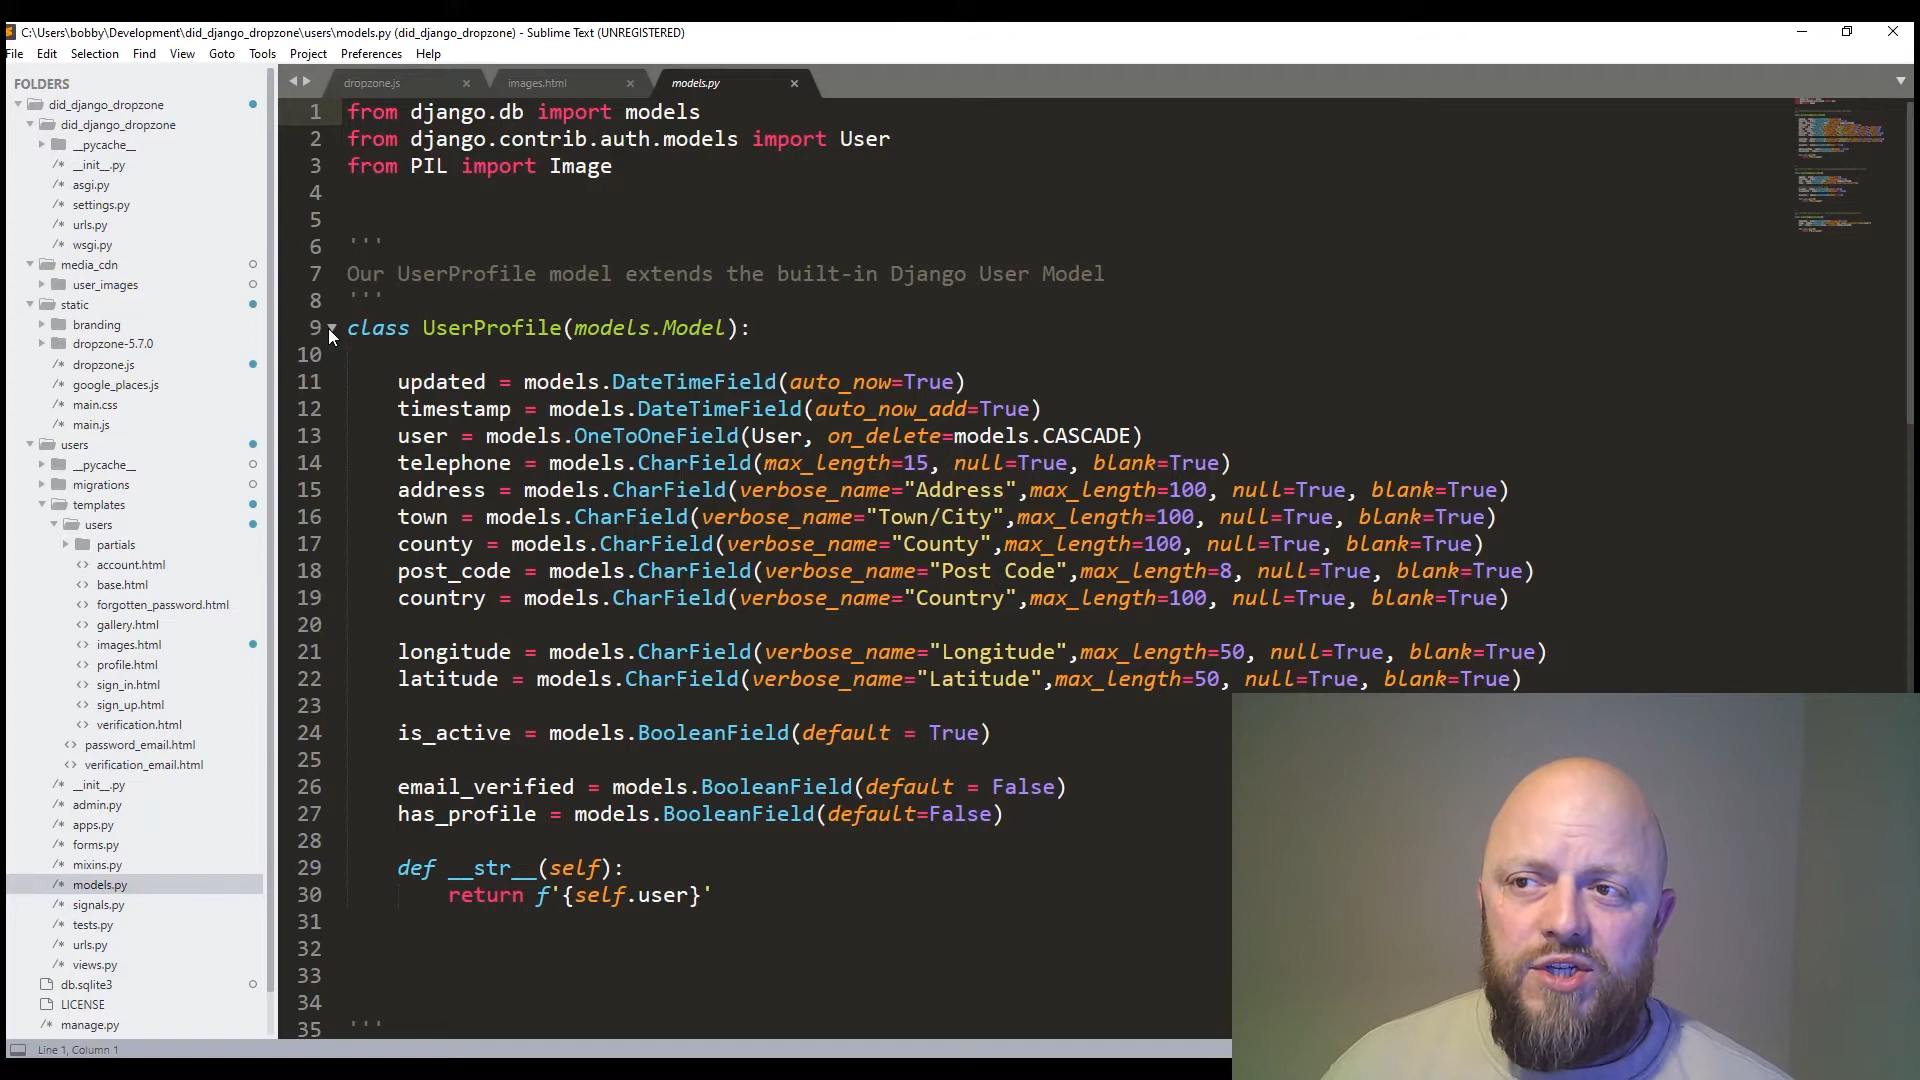 C:\Users\bobby\Development\did_django_dropzone\users\models.py (did_django_dropzone) - Sublime Text (UNREGISTERED)
File Edit Selection Find View Goto Tools Project Preferences Help
FOLDERS
did_django_dropzone
did_django_dropzone
__pycache__
/* __init__.py
/* asgi.py
/* settings.py
/* urls.py
/* wsgi.py
media_cdn
user_images
static
branding
dropzone-5.7.0
/* dropzone.js
/* google_places.js
/* main.css
/* main.js
users
__pycache__
migrations
templates
users
partials
<> account.html
<> base.html
<> forgotten_password.html
<> gallery.html
<> images.html
<> profile.html
<> sign_in.html
<> sign_up.html
<> verification.html
<> password_email.html
<> verification_email.html
/* __init__.py
/* admin.py
/* apps.py
/* forms.py
/* mixins.py
/* models.py
/* signals.py
/* tests.py
/* urls.py
/* views.py
db.sqlite3
LICENSE
/* manage.py
dropzone.js images.html models.py
1 from django.db import models
2 from django.contrib.auth.models import User
3 from PIL import Image
4
5
6 '''
7 Our UserProfile model extends the built-in Django User Model
8 '''
9 class UserProfile(models.Model):
10
11 updated = models.DateTimeField(auto_now=True)
12 timestamp = models.DateTimeField(auto_now_add=True)
13 user = models.OneToOneField(User, on_delete=models.CASCADE)
14 telephone = models.CharField(max_length=15, null=True, blank=True)
15 address = models.CharField(verbose_name="Address",max_length=100, null=True, blank=True)
16 town = models.CharField(verbose_name="Town/City",max_length=100, null=True, blank=True)
17 county = models.CharField(verbose_name="County",max_length=100, null=True, blank=True)
18 post_code = models.CharField(verbose_name="Post Code",max_length=8, null=True, blank=True)
19 country = models.CharField(verbose_name="Country",max_length=100, null=True, blank=True)
20
21 longitude = models.CharField(verbose_name="Longitude",max_length=50, null=True, blank=True)
22 latitude = models.CharField(verbose_name="Latitude",max_length=50, null=True, blank=True)
23
24 is_active = models.BooleanField(default = True)
25
26 email_verified = models.BooleanField(default = False)
27 has_profile = models.BooleanField(default=False)
28
29 def __str__(self):
30 return f'{self.user}'
31
32
33
34
35 '''
Line 1, Column 1